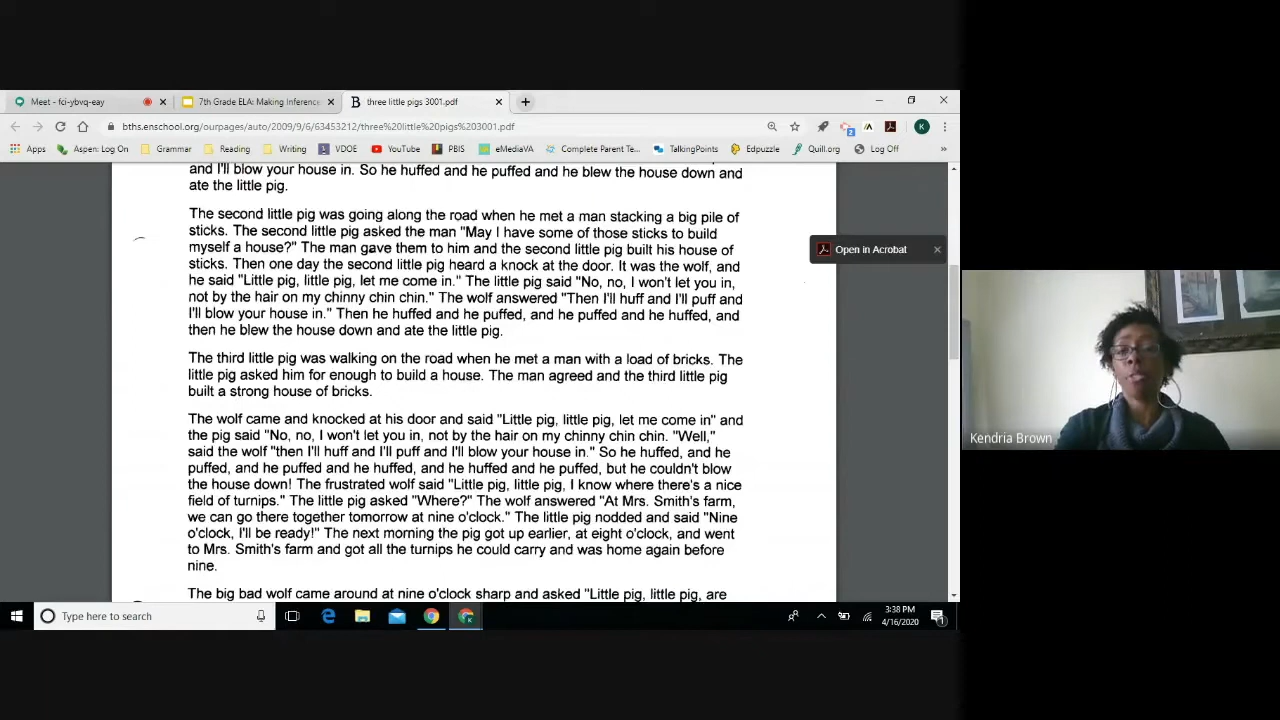 Meet - fci-ybvq-eay
7th Grade ELA: Making Inference
three little pigs 3001.pdf
bths.enschool.org/ourpages/auto/2009/9/6/63453212/three%20little%20pigs%203001.pdf
Apps Aspen: Log On Grammar Reading Writing VDOE YouTube PBIS eMediaVA Complete Parent Te... TalkingPoints Edpuzzle Quill.org Log Off »
and I'll blow your house in. So he huffed and he puffed and he blew the house down and
ate the little pig.
The second little pig was going along the road when he met a man stacking a big pile of
sticks. The second little pig asked the man "May I have some of those sticks to build
myself a house?" The man gave them to him and the second little pig built his house of
sticks. Then one day the second little pig heard a knock at the door. It was the wolf, and
he said "Little pig, little pig, let me come in." The little pig said "No, no, I won't let you in,
not by the hair on my chinny chin chin." The wolf answered "Then I'll huff and I'll puff and
I'll blow your house in." Then he huffed and he puffed, and he puffed and he huffed, and
then he blew the house down and ate the little pig.
The third little pig was walking on the road when he met a man with a load of bricks. The
little pig asked him for enough to build a house. The man agreed and the third little pig
built a strong house of bricks.
The wolf came and knocked at his door and said "Little pig, little pig, let me come in" and
the pig said "No, no, I won't let you in, not by the hair on my chinny chin chin. "Well,"
said the wolf "then I'll huff and I'll puff and I'll blow your house in." So he huffed, and he
puffed, and he puffed and he huffed, and he huffed and he puffed, but he couldn't blow
the house down! The frustrated wolf said "Little pig, little pig, I know where there's a nice
field of turnips." The little pig asked "Where?" The wolf answered "At Mrs. Smith's farm,
we can go there together tomorrow at nine o'clock." The little pig nodded and said "Nine
o'clock, I'll be ready!" The next morning the pig got up earlier, at eight o'clock, and went
to Mrs. Smith's farm and got all the turnips he could carry and was home again before
nine.
The big bad wolf came around at nine o'clock sharp and asked "Little pig, little pig, are
Open in Acrobat
Kendria Brown
Type here to search
3:38 PM
4/16/2020